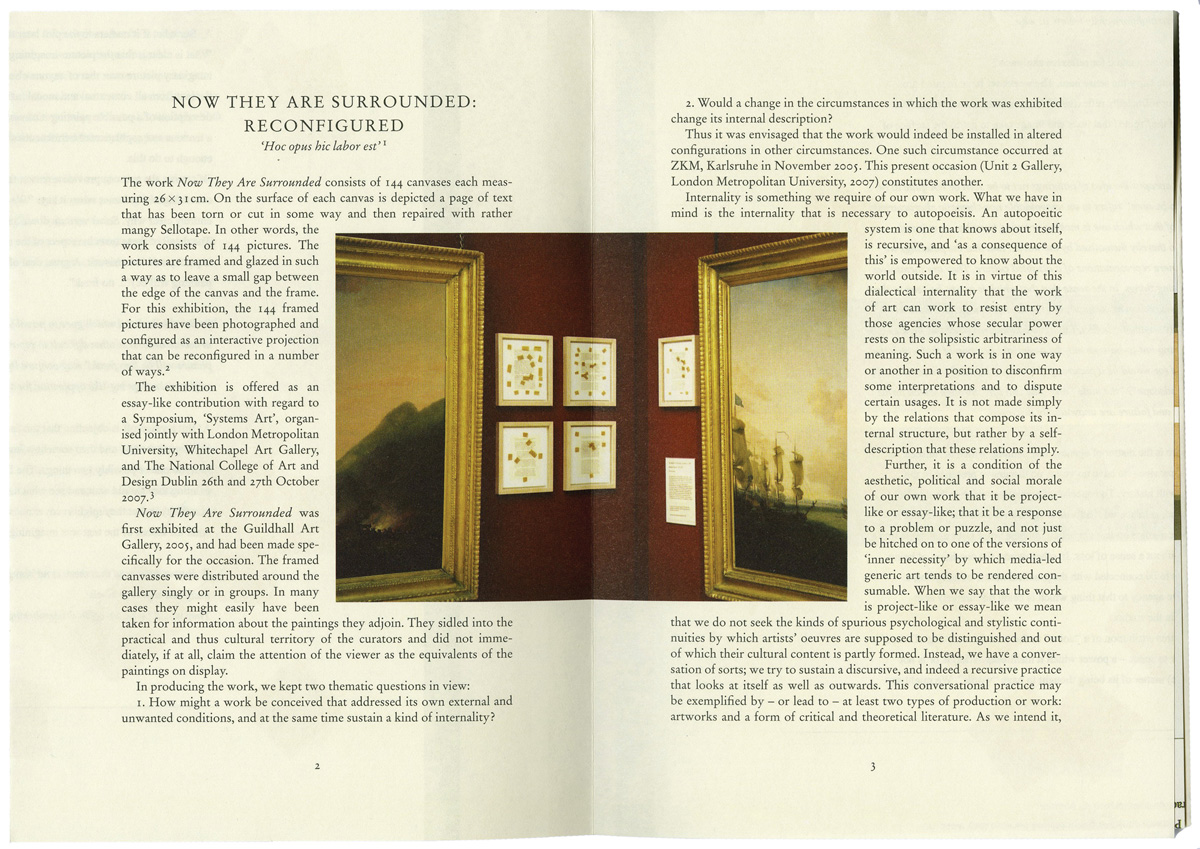 NOW THEY ARE SURROUNDED:
RECONFIGURED
‘Hoc opus hic labor est’ 1
The work Now They Are Surrounded consists of 144 canvases each meas-
uring 26×31cm. On the surface of each canvas is depicted a page of text
that has been torn or cut in some way and then repaired with rather
mangy Sellotape. In other words, the
work consists of 144 pictures. The
pictures are framed and glazed in such
a way as to leave a small gap between
the edge of the canvas and the frame.
For this exhibition, the 144 framed
pictures have been photographed and
configured as an interactive projection
that can be reconfigured in a number
of ways.2
The exhibition is offered as an
essay-like contribution with regard to
a Symposium, ‘Systems Art’, organ-
ised jointly with London Metropolitan
University, Whitechapel Art Gallery,
and The National College of Art and
Design Dublin 26th and 27th October
2007.3
Now They Are Surrounded was
first exhibited at the Guildhall Art
Gallery, 2005, and had been made spe-
cifically for the occasion. The framed
canvasses were distributed around the
gallery singly or in groups. In many
cases they might easily have been
taken for information about the paintings they adjoin. They sidled into the
practical and thus cultural territory of the curators and did not imme-
diately, if at all, claim the attention of the viewer as the equivalents of the
paintings on display.
In producing the work, we kept two thematic questions in view:
1. How might a work be conceived that addressed its own external and
unwanted conditions, and at the same time sustain a kind of internality?
2
2. Would a change in the circumstances in which the work was exhibited
change its internal description?
Thus it was envisaged that the work would indeed be installed in altered
configurations in other circumstances. One such circumstance occurred at
ZKM, Karlsruhe in November 2005. This present occasion (Unit 2 Gallery,
London Metropolitan University, 2007) constitutes another.
Internality is something we require of our own work. What we have in
mind is the internality that is necessary to autopoeisis. An autopoeitic
system is one that knows about itself,
is recursive, and ‘as a consequence of
this’ is empowered to know about the
world outside. It is in virtue of this
dialectical internality that the work
of art can work to resist entry by
those agencies whose secular power
rests on the solipsistic arbitrariness of
meaning. Such a work is in one way
or another in a position to disconfirm
some interpretations and to dispute
certain usages. It is not made simply
by the relations that compose its in-
ternal structure, but rather by a self-
description that these relations imply.
Further, it is a condition of the
aesthetic, political and social morale
of our own work that it be project-
like or essay-like; that it be a response
to a problem or puzzle, and not just
be hitched on to one of the versions of
‘inner necessity’ by which media-led
generic art tends to be rendered con-
sumable. When we say that the work
is project-like or essay-like we mean
that we do not seek the kinds of spurious psychological and stylistic conti-
nuities by which artists’ oeuvres are supposed to be distinguished and out
of which their cultural content is partly formed. Instead, we have a conver-
sation of sorts; we try to sustain a discursive, and indeed a recursive practice
that looks at itself as well as outwards. This conversational practice may
be exemplified by – or lead to – at least two types of production or work:
artworks and a form of critical and theoretical literature. As we intend it,
3